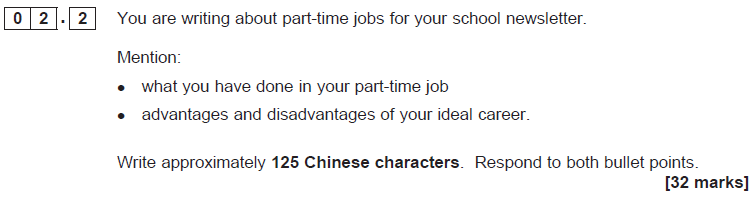 02.2 You are writing about part-time jobs for your school newsletter.
Mention:
• what you have done in your part-time job
• advantages and disadvantages of your ideal career.
Write approximately 125 Chinese characters. Respond to both bullet points.
[32 marks]